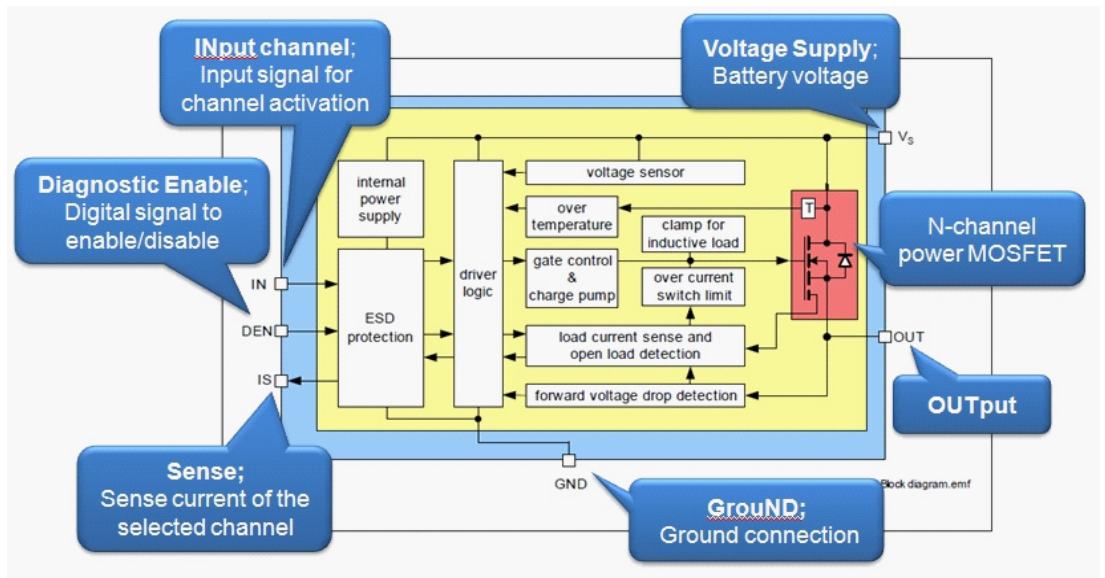 INput channel;
Input signal for
channel activation
Voltage Supply;
Battery voltage
Diagnostic Enable;
Digital signal to
enable/disable
N-channel
power MOSFET
internal
power
supply
voltage sensor
over
temperature
T
clamp for
inductive load
driver
logic
gate control
&
charge pump
over current
switch limit
ESD
protection
load current sense and
open load detection
forward voltage drop detection
VS
IN
DEN
IS
OUT
GND
OUTput
Sense;
Sense current of the
selected channel
GrouND;
Ground connection
Block diagram.emf